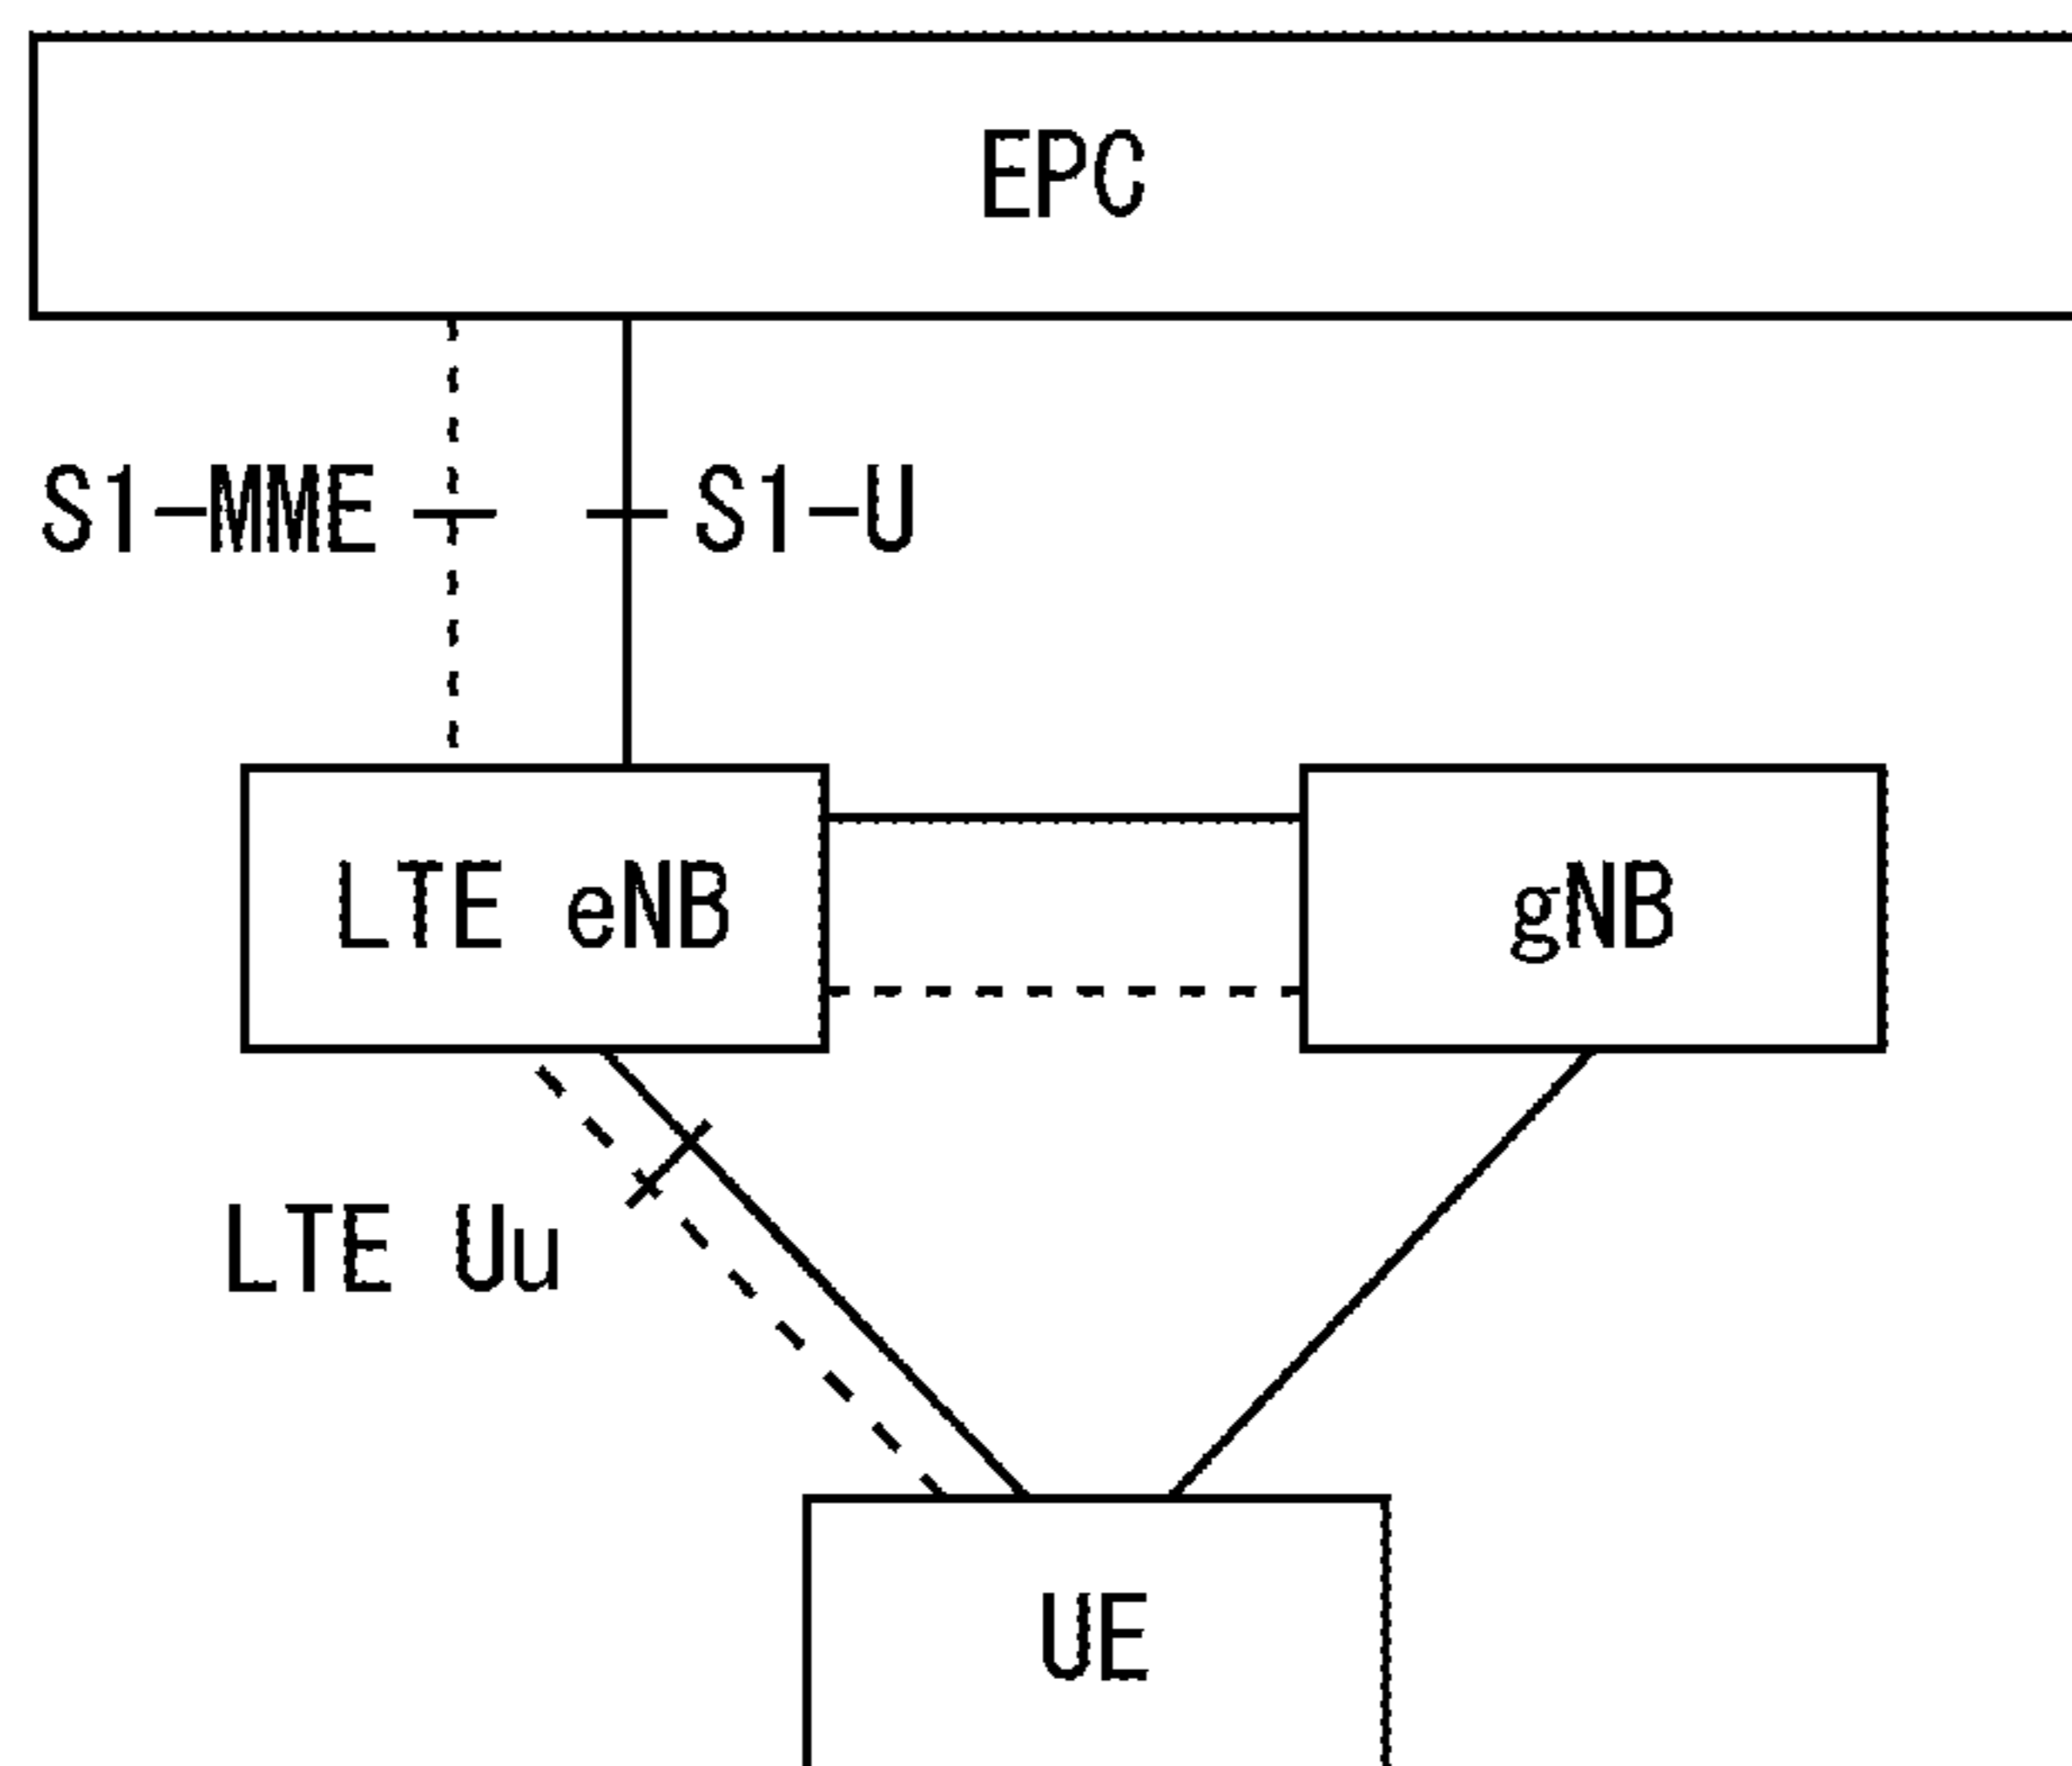 EPC
S1-MME
S1-U
LTE eNB
gNB
LTE Uu
UE